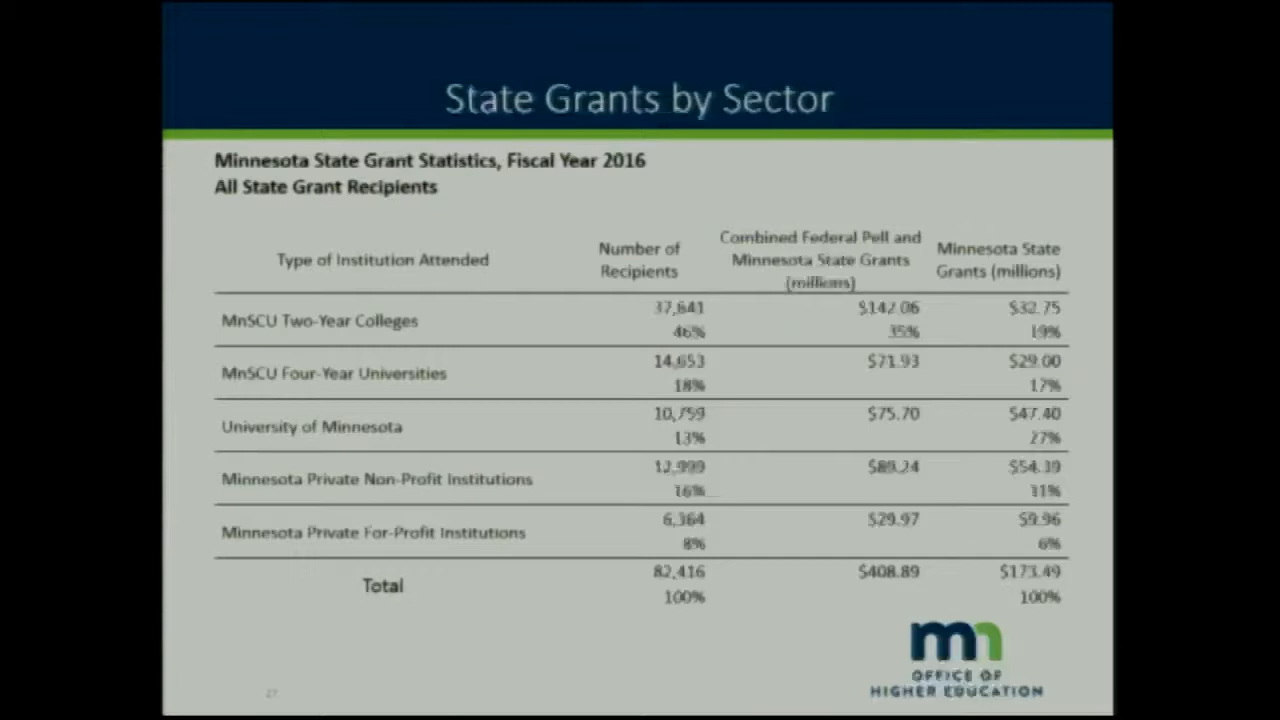 State Grants by Sector
Minnesota State Grant Statistics, Fiscal Year 2016
All State Grant Recipients
Type of Institution Attended
Number of
Recipients
Combined Federal Pell and
Minnesota State Grants
(millions)
Minnesota State
Grants (millions)
MnSCU Two-Year Colleges
37,641 $142.06 $32.75
46% 35% 19%
MnSCU Four-Year Universities
14,653 $71.93 $29.00
18% 17%
University of Minnesota
10,759 $75.70 $47.40
13% 27%
Minnesota Private Non-Profit Institutions
12,999 $89.24 $54.39
16% 31%
Minnesota Private For-Profit Institutions
6,364 $29.97 $9.96
8% 6%
Total
82,416 $408.89 $173.49
100% 100%
mn
OFFICE OF
HIGHER EDUCATION